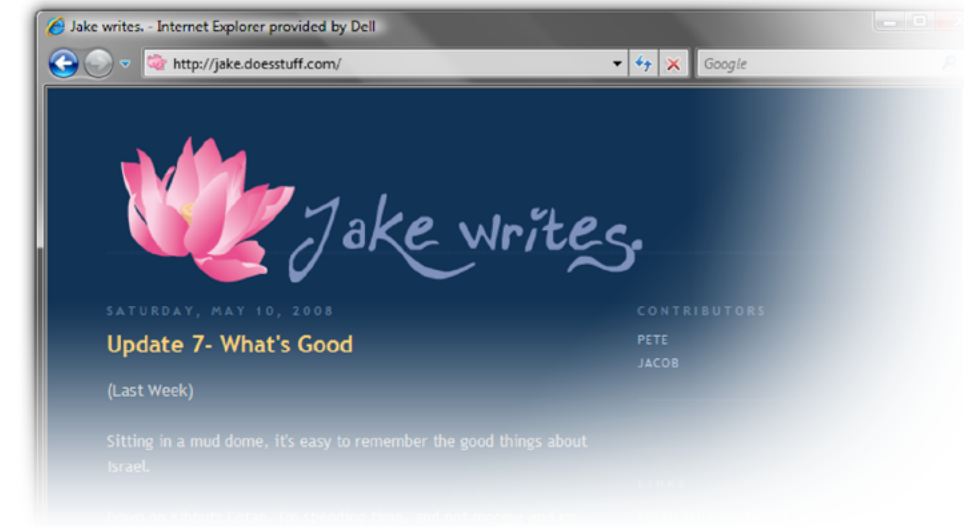 Jake writes. - Internet Explorer provided by Dell
http://jake.doesstuff.com/
Google
Jake writes.
SATURDAY, MAY 10, 2008
CONTRIBUTORS
Update 7- What's Good
PETE
JACOB
(Last Week)
Sitting in a mud dome, it's easy to remember the good things about
Israel.